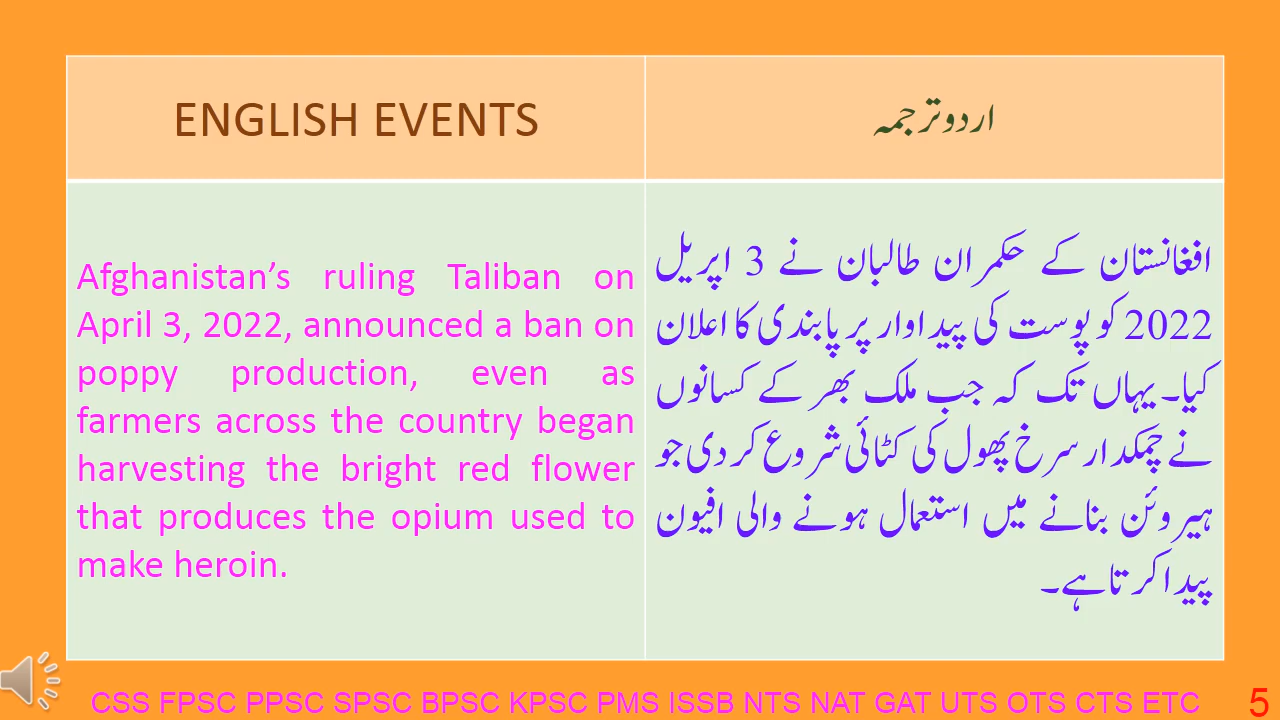 ENGLISH EVENTS
اردو ترجمہ
Afghanistan’s ruling Taliban on
April 3, 2022, announced a ban on
poppy production, even as
farmers across the country began
harvesting the bright red flower
that produces the opium used to
make heroin.
افغانستان کے حکمران طالبان نے 3 اپریل
2022 کو پوست کی پیداوار پر پابندی کا اعلان
کیا۔ یہاں تک کہ جب ملک بھر کے کسانوں
نے چمکدار سرخ پھول کی کٹائی شروع کر دی جو
ہیروئن بنانے میں استعمال ہونے والی افیون
پیدا کرتا ہے۔
CSS FPSC PPSC SPSC BPSC KPSC PMS ISSB NTS NAT GAT UTS OTS CTS ETC
5